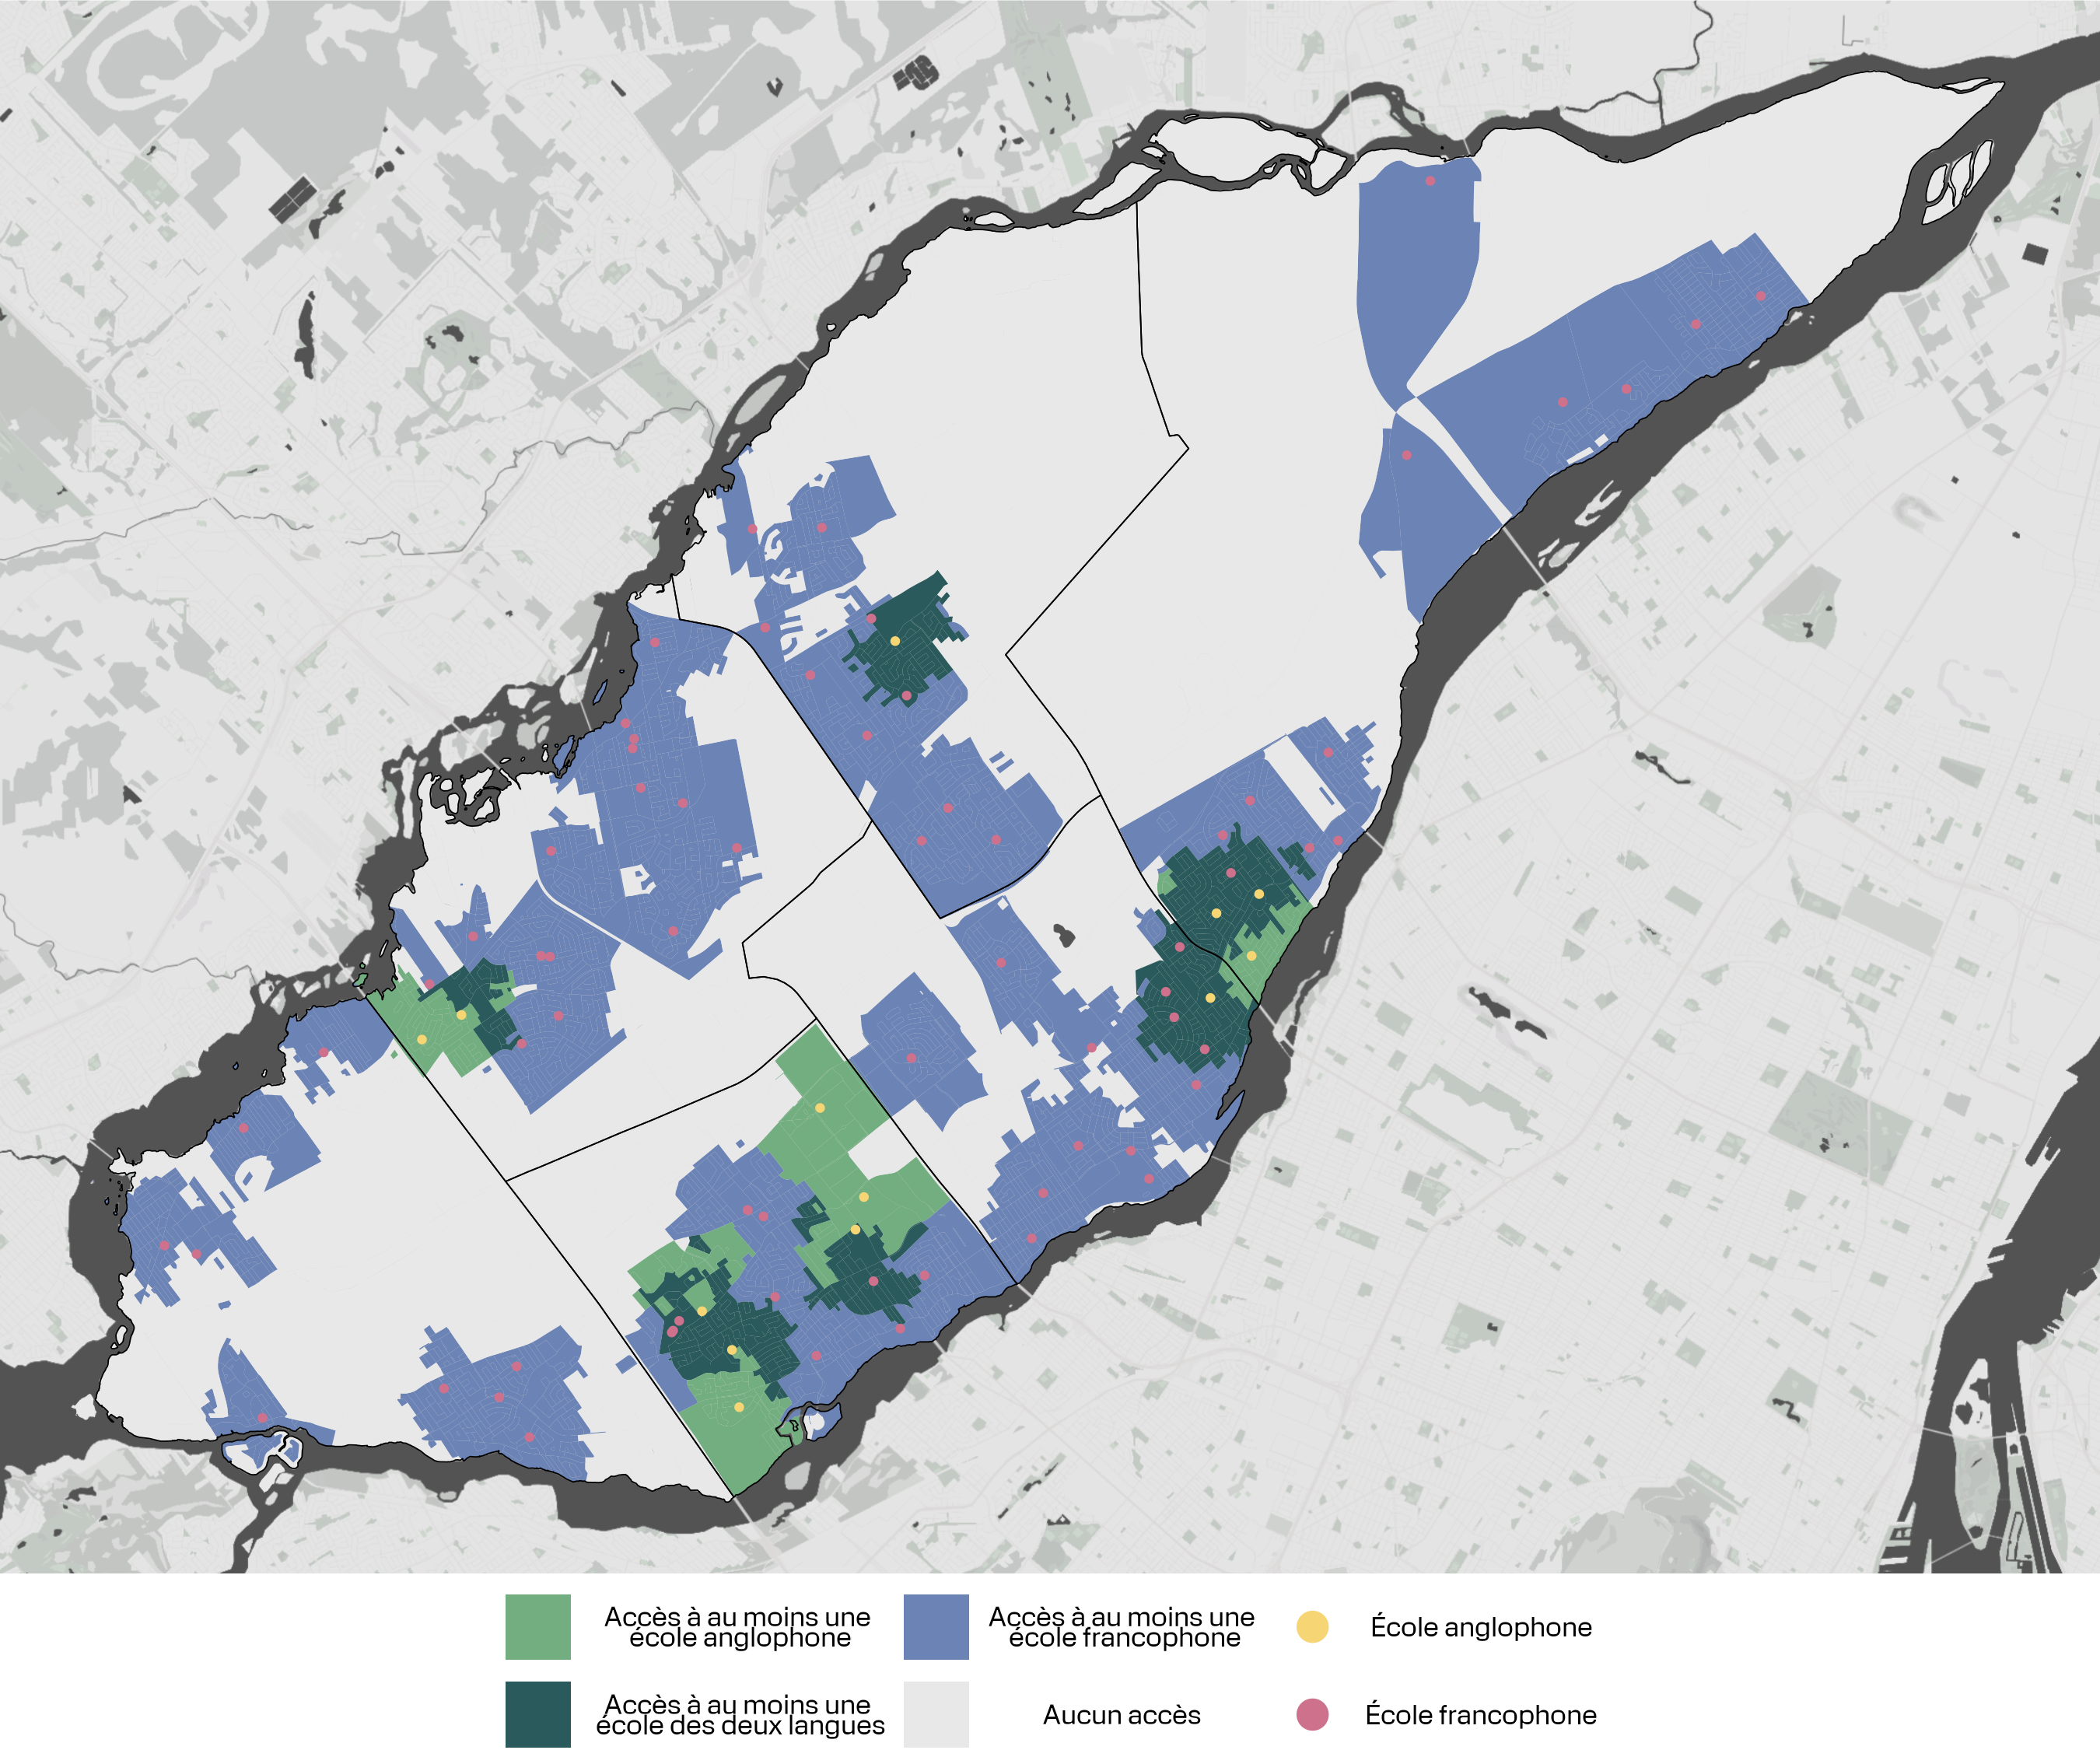 Accès à au moins une
école anglophone
Accès à au moins une
école francophone
École anglophone
Accès à au moins une
école des deux langues
Aucun accès
École francophone